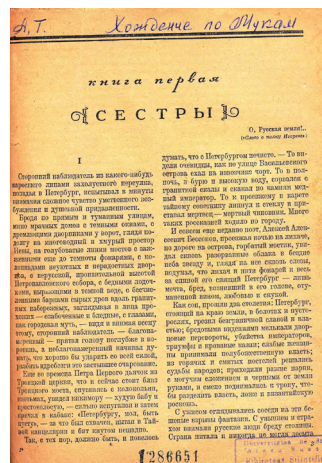 А.Т. Хождение по Мукам
книга первая
СЕСТРЫ
О, Русская земля!..
(«Слово о полку Игореве»)
I
Сторонний наблюдатель из какого-нибудь
заросшего липами захолустного переулка,
попадая в Петербург, испытывал в минуты
внимания сложное чувство умственного воз-
буждения и душевной придавленности.
Бродя по прямым и туманным улицам,
мимо мрачных домов с темными окнами, с
дремлющими дворниками у ворот, глядя по-
долгу на многоводный и хмурый простор
Невы, на голубоватые линии мостов с заж-
женными еще до темноты фонарями, с ко-
лоннадами неуютных и нерадостных двор-
цов, с нерусской, пронзительной высотой
Петропавловского собора, с бедными лодоч-
ками, ныряющими в темной воде, с бесчис-
ленными баржами сырых дров вдоль гранит-
ных набережных, заглядывая в лица про-
хожих — озабоченные и бледные, с глазами,
как городская муть, — видя и внимая всему
этому, сторонний наблюдатель — благона-
меренный — прятал голову поглубже в во-
ротник, а неблагонамеренный начинал ду-
мать, что хорошо бы ударить со всей силой,
разбить вдребезги это застывшее очарование.
Еще во времена Петра Первого дьячок из
Троицкой церкви, что и сейчас стоит близ
Троицкого моста, спускаясь с колокольни,
впотьмах, увидел кикимору — худую бабу и
простоволосую, — сильно испугался и затем
кричал в кабаке: «Петербургу, мол, быть
пусту», — за что был схвачен, пытан в Тайн-
ой канцелярии и бит кнутом нещадно.
Так с тех пор, должно быть, и повелось
думать, что с Петербургом нечисто. — То ви-
дели очевидцы, как по улице Васильевского
острова ехал на извозчике чорт. То в пол-
ночь, в бурю и высокую воду, сорвался с
гранитной скалы и скакал по камням мед-
ный император. То к проезжему в карете
тайному советнику липнул к стеклу и при-
ставал мертвец — мертвый чиновник. Много
таких россказней ходило по городу.
И совсем еще недавно поэт, Алексей Алек-
сеевич Бессонов, проезжая ночью на лихаче,
по дороге на острова, горбатый мостик, уви-
дав сквозь разорванные облака в бездне
неба звезду и, глядя на нее сквозь слезы,
подумал, что лихач и нити фонарей и весь
за спиной его спящий Петербург — лишь
мечта, бред, возникший в его голове, оту-
маненной вином, любовью и скукой.
Как сон, прошли два столетия: Петербург,
стоящий на краю земли, в болотах и пусто-
рослях, грезил безграничной славой и вла-
стью; бредовыми виденьями мелькали двор-
цовые перевороты, убийства императоров,
триумфы и кровавые казни; слабые женщи-
ны принимали полубожественную власть;
из горячих и смятых постелей решались
судьбы народов; приходили дюжие парни,
с могучим сложением и черными от земли
руками, и смело поднимались к трону, что-
бы разделить власть, ложе и византийскую
роскошь.
С ужасом оглядывались соседи на эти бе-
шеные взрывы фантазии. С унынием и стра-
хом внимали русские люди бреду столицы.
Страна питала и никогда не могла досыта
1286651